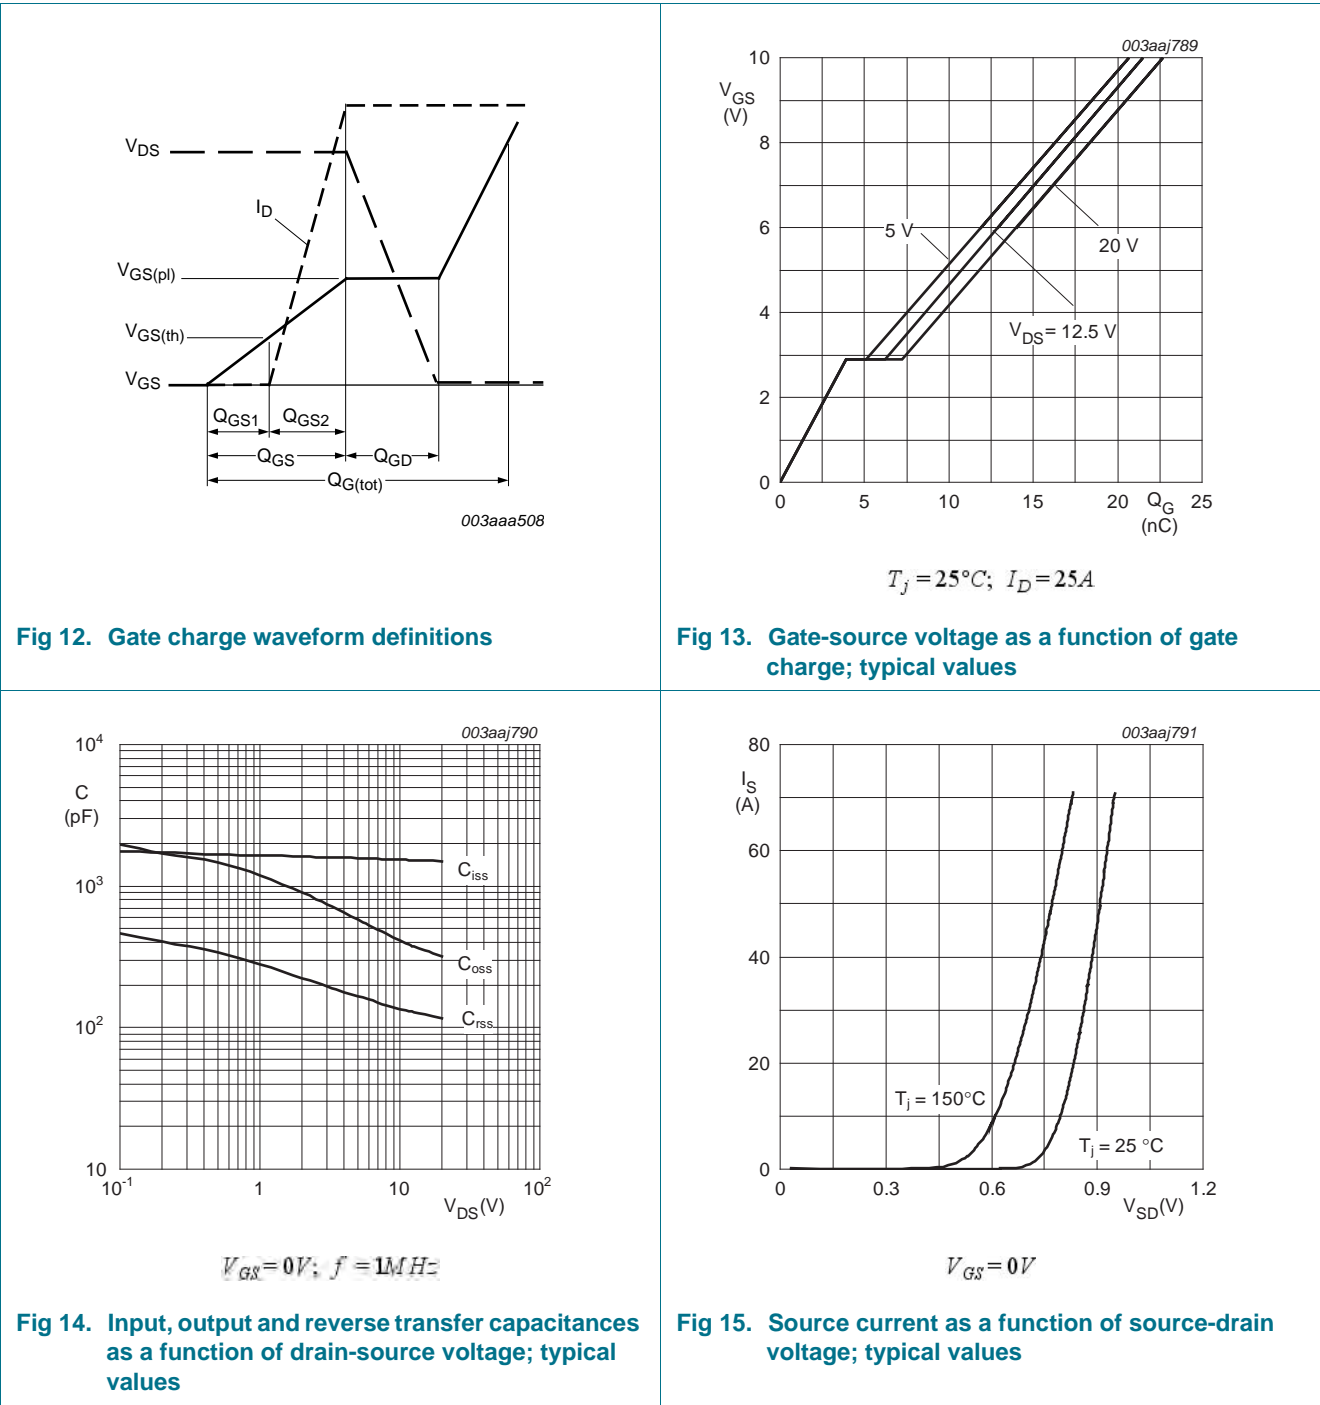 V_DS
I_D
V_GS(pl)
V_GS(th)
V_GS
Q_GS1 Q_GS2
Q_GS Q_GD
Q_G(tot)
003aaa508
Fig 12. Gate charge waveform definitions
003aaj789
10
V_GS
(V)
8
6
4
2
0
5 V
20 V
V_DS = 12.5 V
0 5 10 15 20 Q_G 25
(nC)
T_j = 25°C; I_D = 25A
Fig 13. Gate-source voltage as a function of gate
charge; typical values
003aaj790
10^4
C
(pF)
10^3
10^2
10
C_iss
C_oss
C_rss
10^-1 1 10 10^2
V_DS(V)
V_GS = 0V; f = 1MHz
Fig 14. Input, output and reverse transfer capacitances
as a function of drain-source voltage; typical
values
003aaj791
80
I_S
(A)
60
40
20
0
T_j = 150°C
T_j = 25 °C
0 0.3 0.6 0.9 1.2
V_SD(V)
V_GS = 0V
Fig 15. Source current as a function of source-drain
voltage; typical values